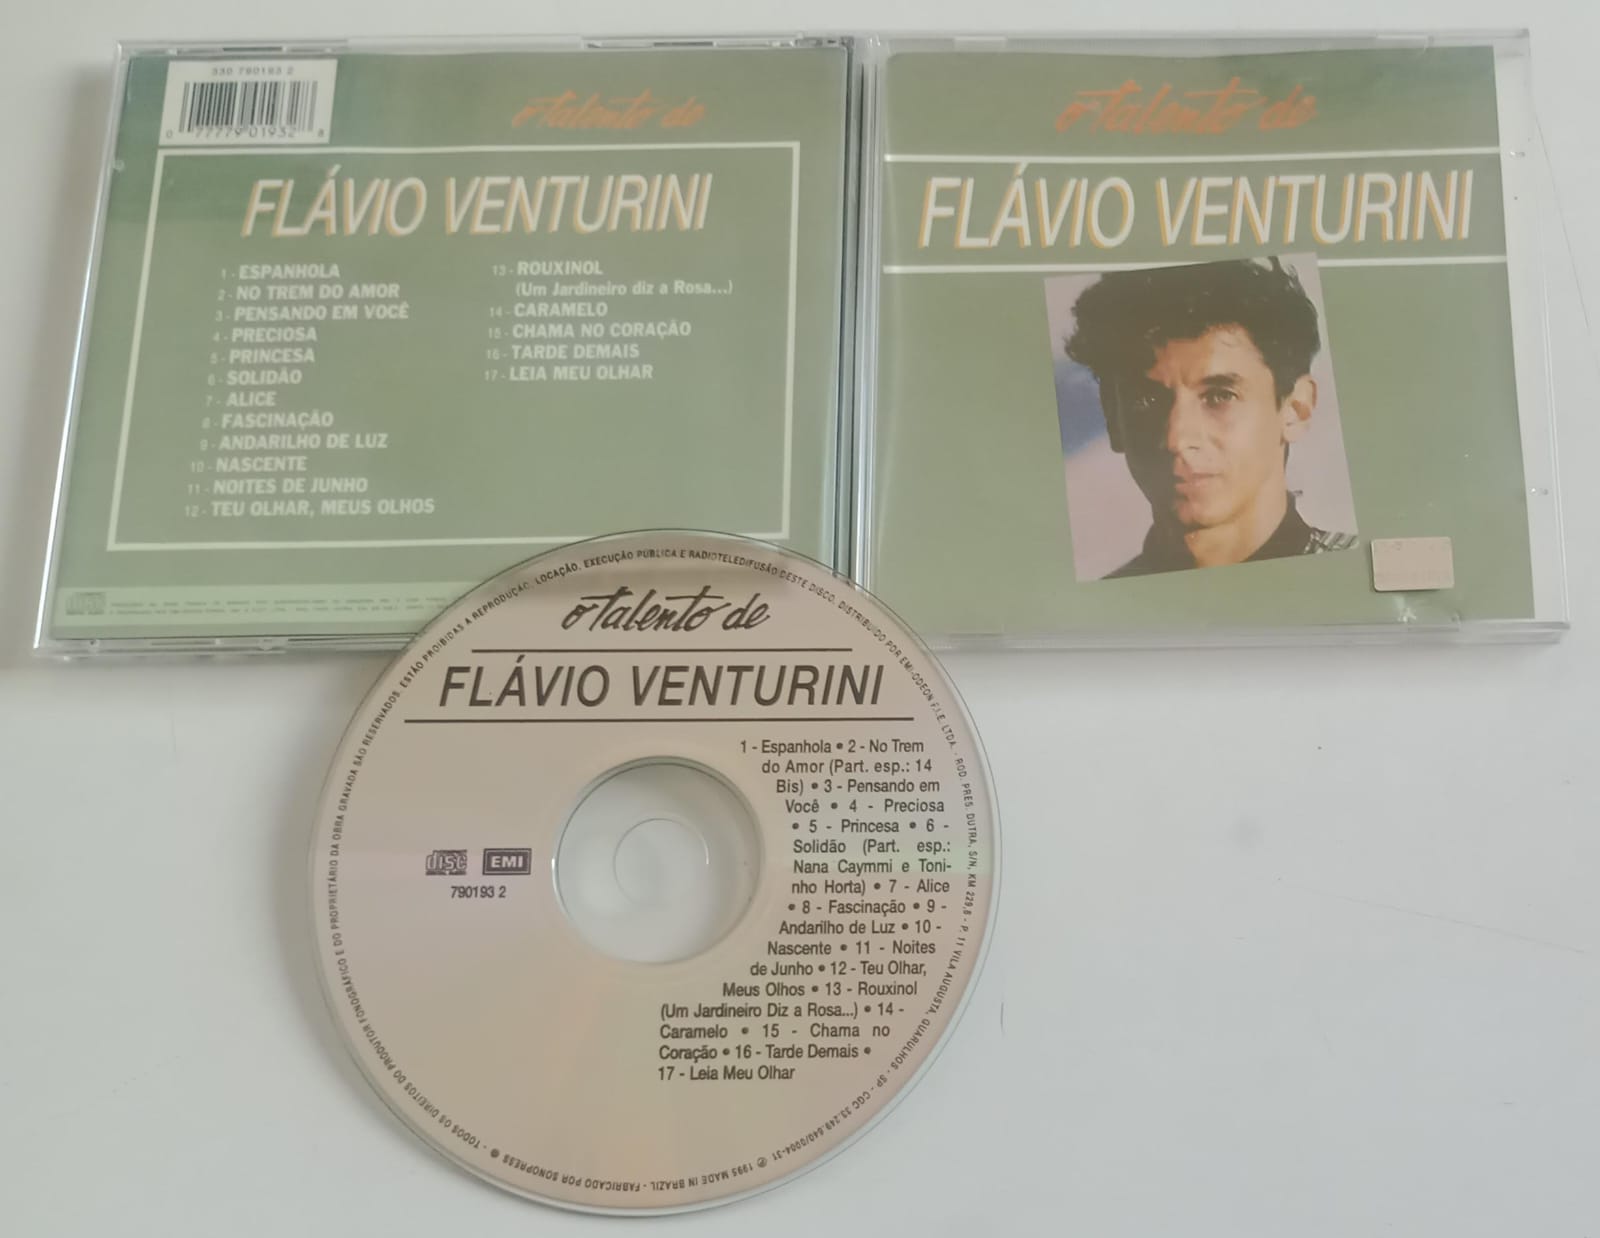 330 790193 2
0 77779 01932 8
o talento de
FLÁVIO VENTURINI
1 - ESPANHOLA
2 - NO TREM DO AMOR
3 - PENSANDO EM VOCÊ
4 - PRECIOSA
5 - PRINCESA
6 - SOLIDÃO
7 - ALICE
8 - FASCINAÇÃO
9 - ANDARILHO DE LUZ
10 - NASCENTE
11 - NOITES DE JUNHO
12 - TEU OLHAR, MEUS OLHOS
13 - ROUXINOL
(Um Jardineiro diz a Rosa...)
14 - CARAMELO
15 - CHAMA NO CORAÇÃO
16 - TARDE DEMAIS
17 - LEIA MEU OLHAR
disc
o talento de
FLÁVIO VENTURINI
o talento de
FLÁVIO VENTURINI
1 - Espanhola • 2 - No Trem
do Amor (Part. esp.: 14
Bis) • 3 - Pensando em
Você • 4 - Preciosa
• 5 - Princesa • 6 -
Solidão (Part. esp.:
Nana Caymmi e Toni-
nho Horta) • 7 - Alice
• 8 - Fascinação • 9 -
Andarilho de Luz • 10 -
Nascente • 11 - Noites
de Junho • 12 - Teu Olhar,
Meus Olhos • 13 - Rouxinol
(Um Jardineiro Diz a Rosa...) • 14 -
Caramelo • 15 - Chama no
Coração • 16 - Tarde Demais •
17 - Leia Meu Olhar
disc
DIGITAL AUDIO
EMI
790193 2
TODOS OS DIREITOS DO PRODUTOR FONOGRÁFICO E DO PROPRIETÁRIO DA OBRA GRAVADA SÃO RESERVADOS. ESTÃO PROIBIDAS A REPRODUÇÃO, LOCAÇÃO, EXECUÇÃO PÚBLICA E RADIOTELEDIFUSÃO DESTE DISCO. DISTRIBUIDO POR EMI-ODEON F.I.E. LTDA. - ROD. PRES. DUTRA, S/N, KM 229,8 - P. 11 VILA AUGUSTA, GUARULHOS - SP - CGC 33.249.640/0004-31 ℗ 1995 MADE IN BRAZIL - FABRICADO POR SONOPRESS